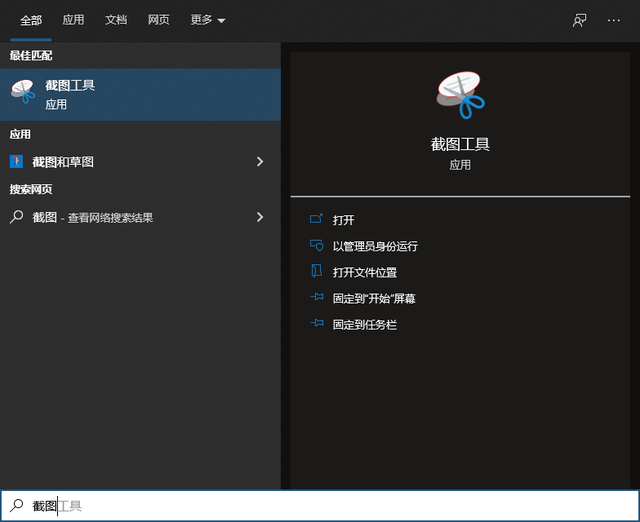 全部 应用 文档 网页 更多
最佳匹配
截图工具
应用
应用
截图和草图
搜索网页
截图 - 查看网络搜索结果
截图工具
应用
打开
以管理员身份运行
打开文件位置
固定到"开始"屏幕
固定到任务栏
截图工具